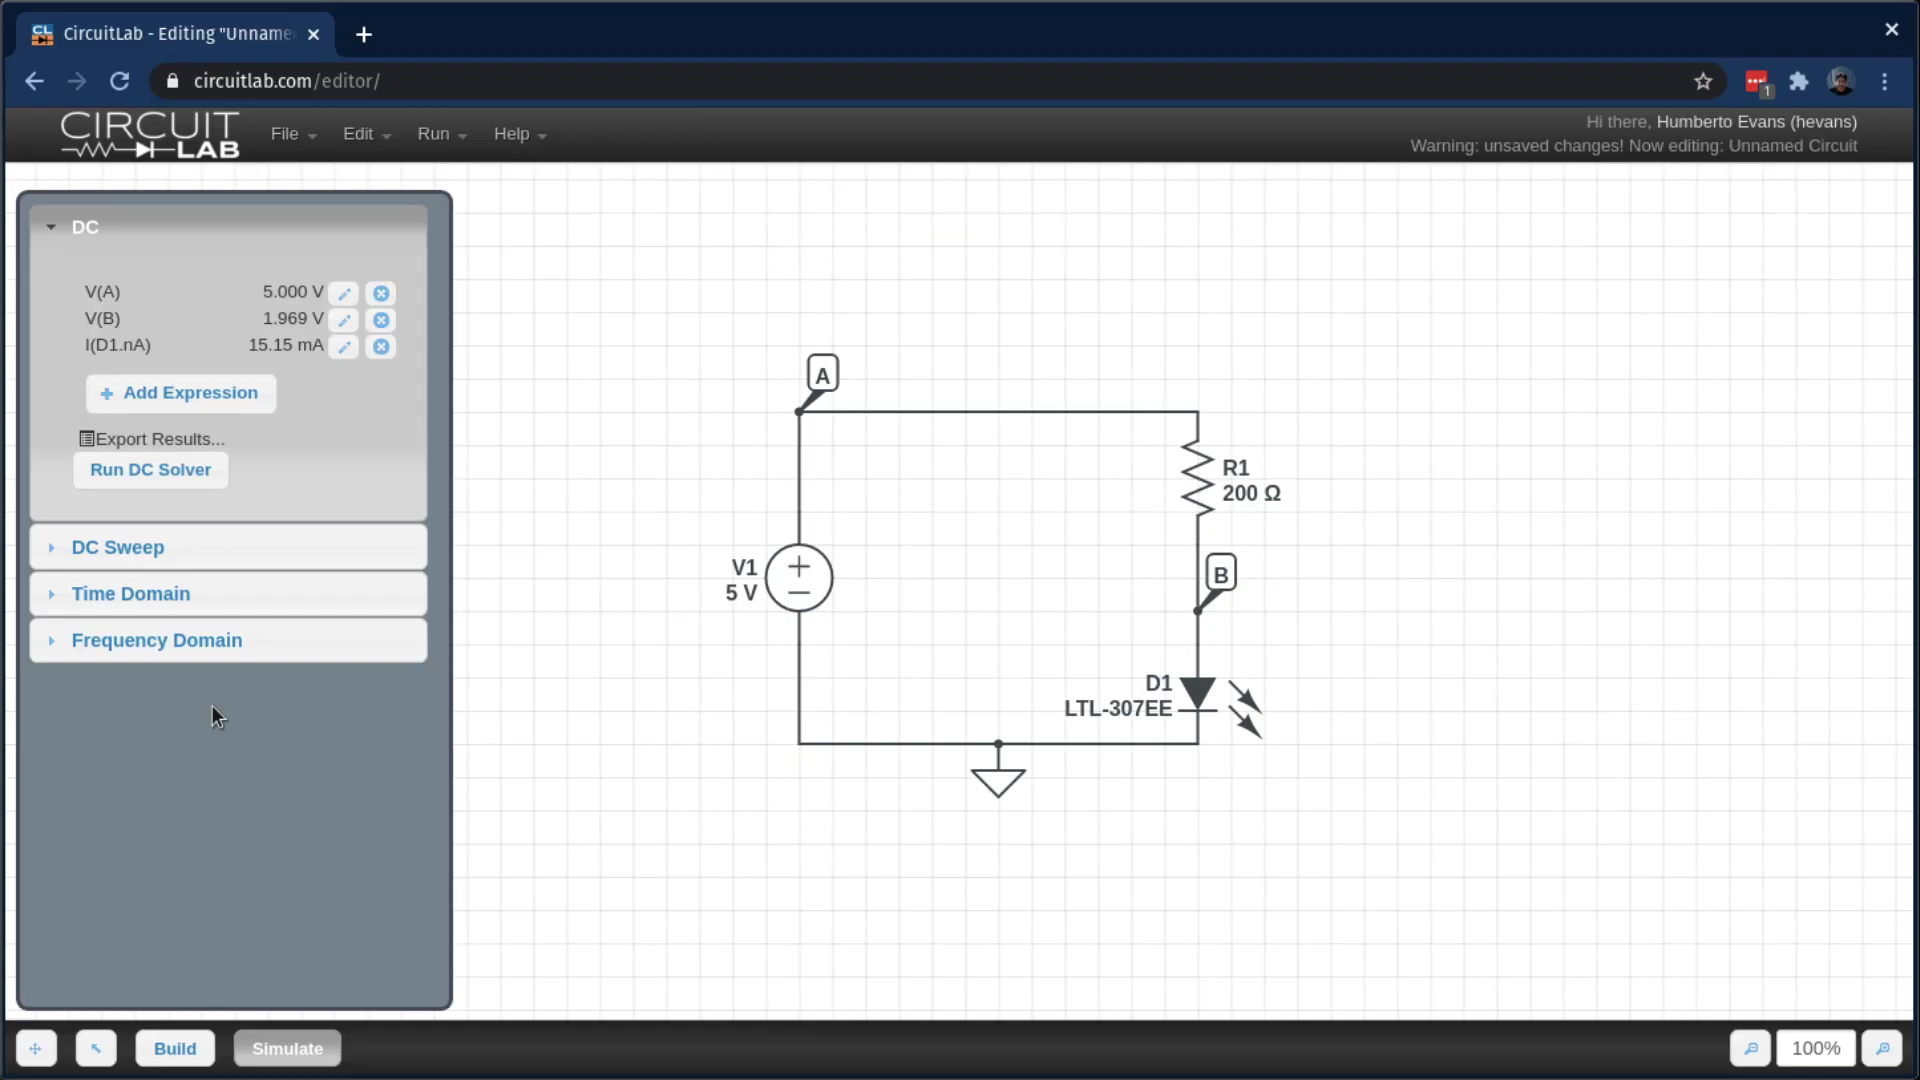 CircuitLab - Editing "Unname
circuitlab.com/editor/
1
CIRCUIT LAB
File Edit Run Help
Hi there, Humberto Evans (hevans)
Warning: unsaved changes! Now editing: Unnamed Circuit
DC
V(A) 5.000 V
V(B) 1.969 V
I(D1.nA) 15.15 mA
+ Add Expression
Export Results...
Run DC Solver
DC Sweep
Time Domain
Frequency Domain
A
R1
200 Ω
V1
5 V
B
D1
LTL-307EE
Build Simulate 100%